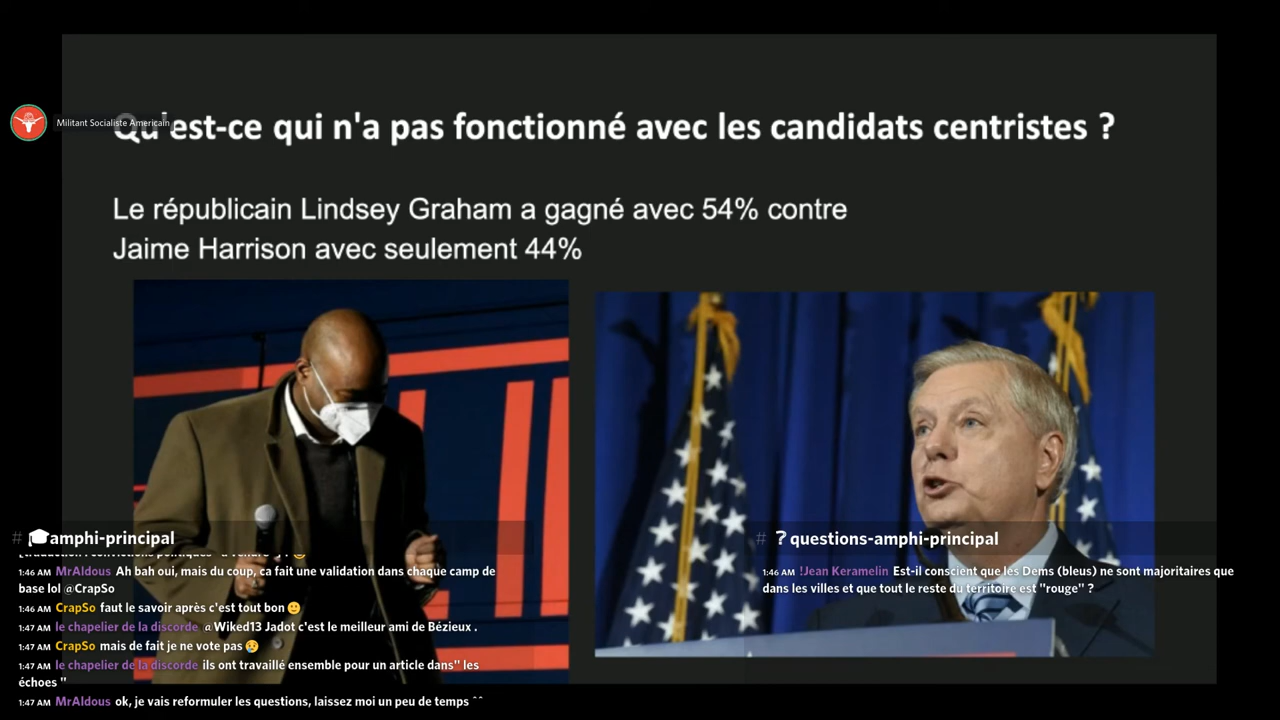 Militant Socialiste Americain
Qu'est-ce qui n'a pas fonctionné avec les candidats centristes ?
Le républicain Lindsey Graham a gagné avec 54% contre
Jaime Harrison avec seulement 44%
# 🎓amphi-principal
1:46 AM MrAldous Ah bah oui, mais du coup, ca fait une validation dans chaque camp de
base lol @CrapSo
1:46 AM CrapSo faut le savoir après c'est tout bon 🙂
1:47 AM le chapelier de la discorde @Wiked13 Jadot c'est le meilleur ami de Bézieux .
1:47 AM CrapSo mais de fait je ne vote pas 😢
1:47 AM le chapelier de la discorde ils ont travaillé ensemble pour un article dans" les
échoes "
1:47 AM MrAldous ok, je vais reformuler les questions, laissez moi un peu de temps ^^
# ❔questions-amphi-principal
1:46 AM !Jean Keramelin Est-il conscient que les Dems (bleus) ne sont majoritaires que
dans les villes et que tout le reste du territoire est "rouge" ?